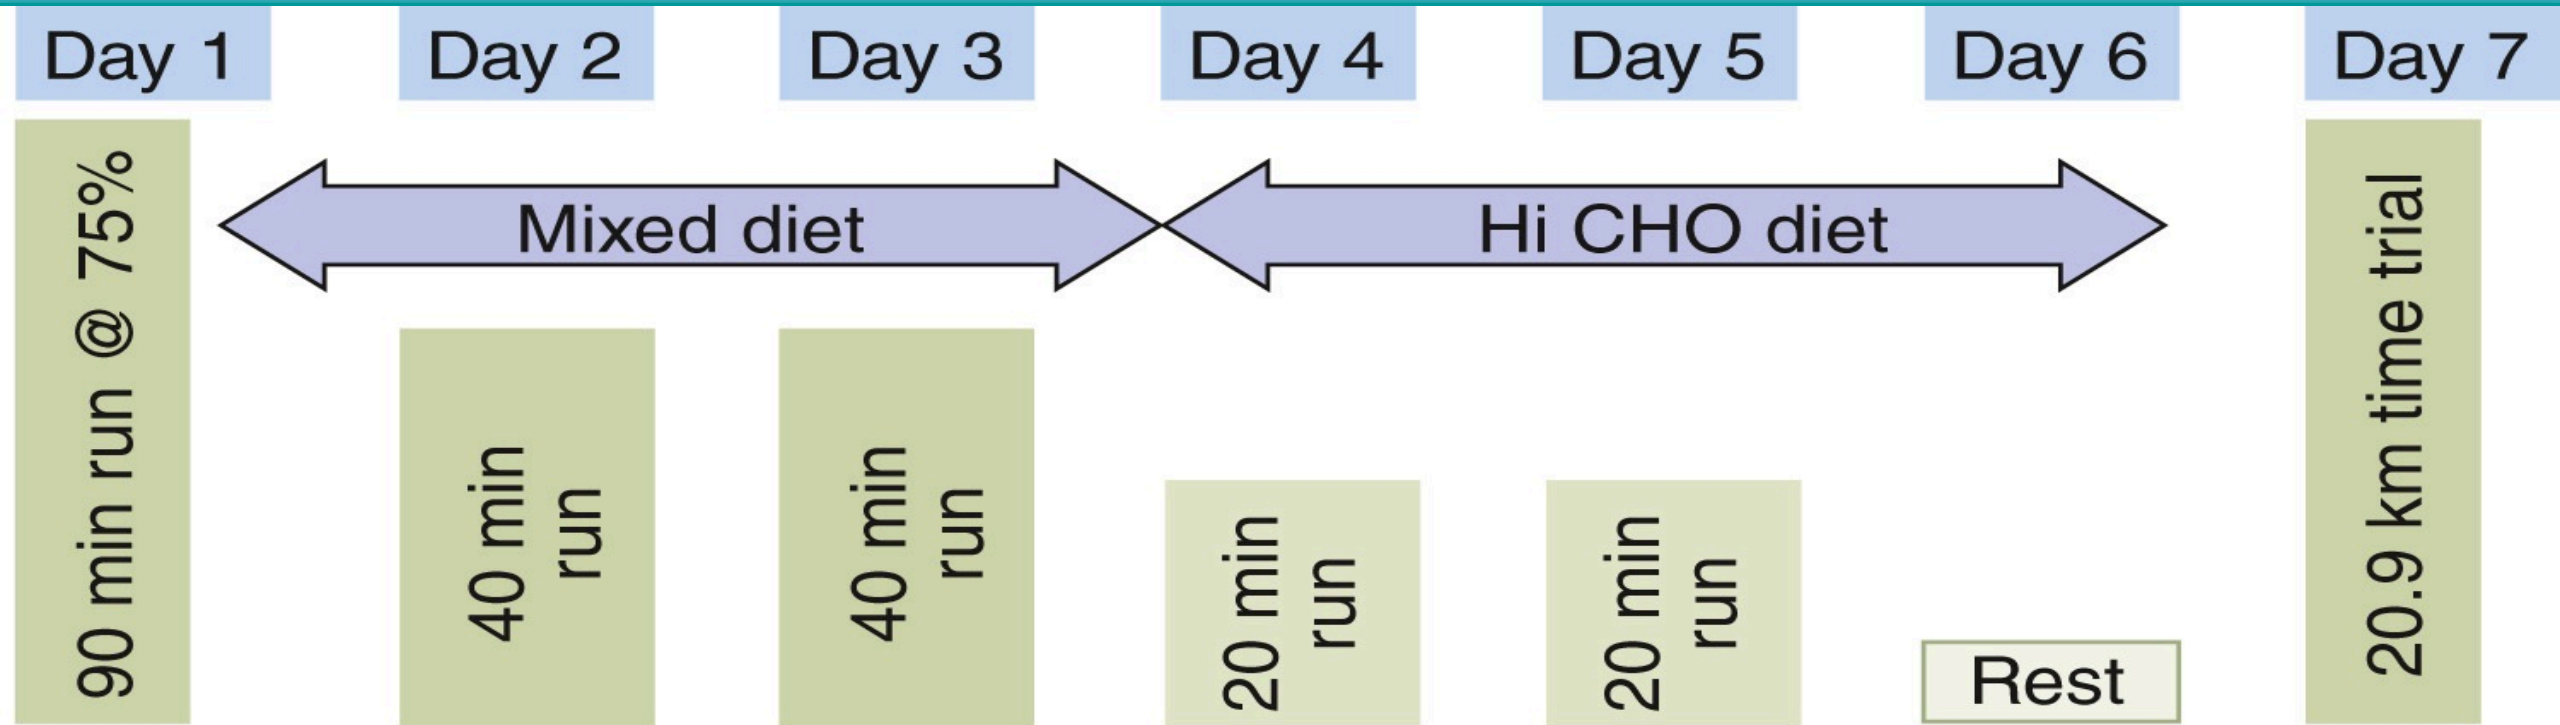 Day 1
Day 2
Day 3
Day 4
Day 5
Day 6
Day 7
Mixed diet
Hi CHO diet
90 min run @ 75%
40 min
run
40 min
run
20 min
run
20 min
run
Rest
20.9 km time trial